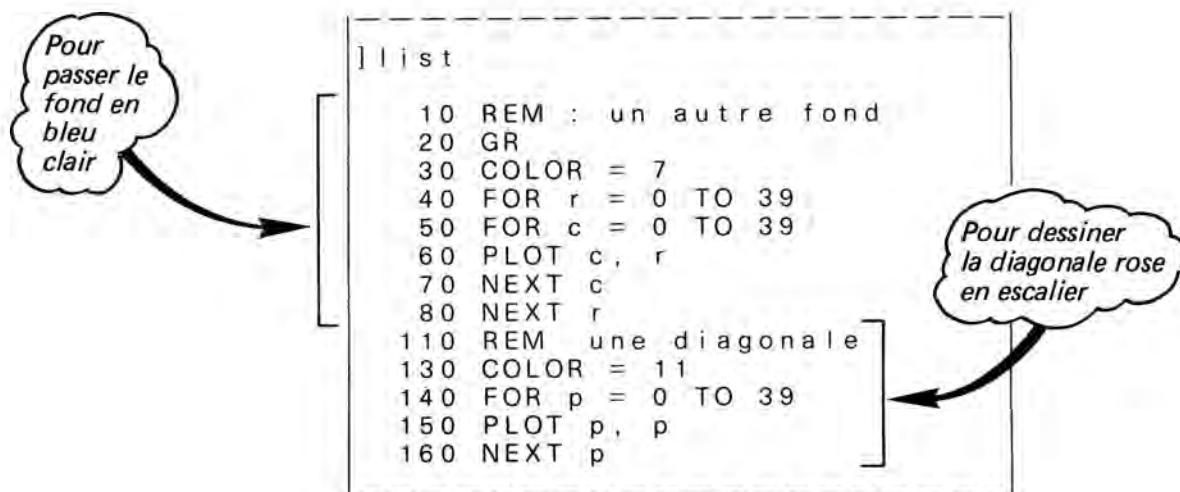 Pour
passer le
fond en
bleu
clair
]list
10 REM : un autre fond
20 GR
30 COLOR = 7
40 FOR r = 0 TO 39
50 FOR c = 0 TO 39
60 PLOT c, r
70 NEXT c
80 NEXT r
110 REM une diagonale
130 COLOR = 11
140 FOR p = 0 TO 39
150 PLOT p, p
160 NEXT p
Pour dessiner
la diagonale rose
en escalier